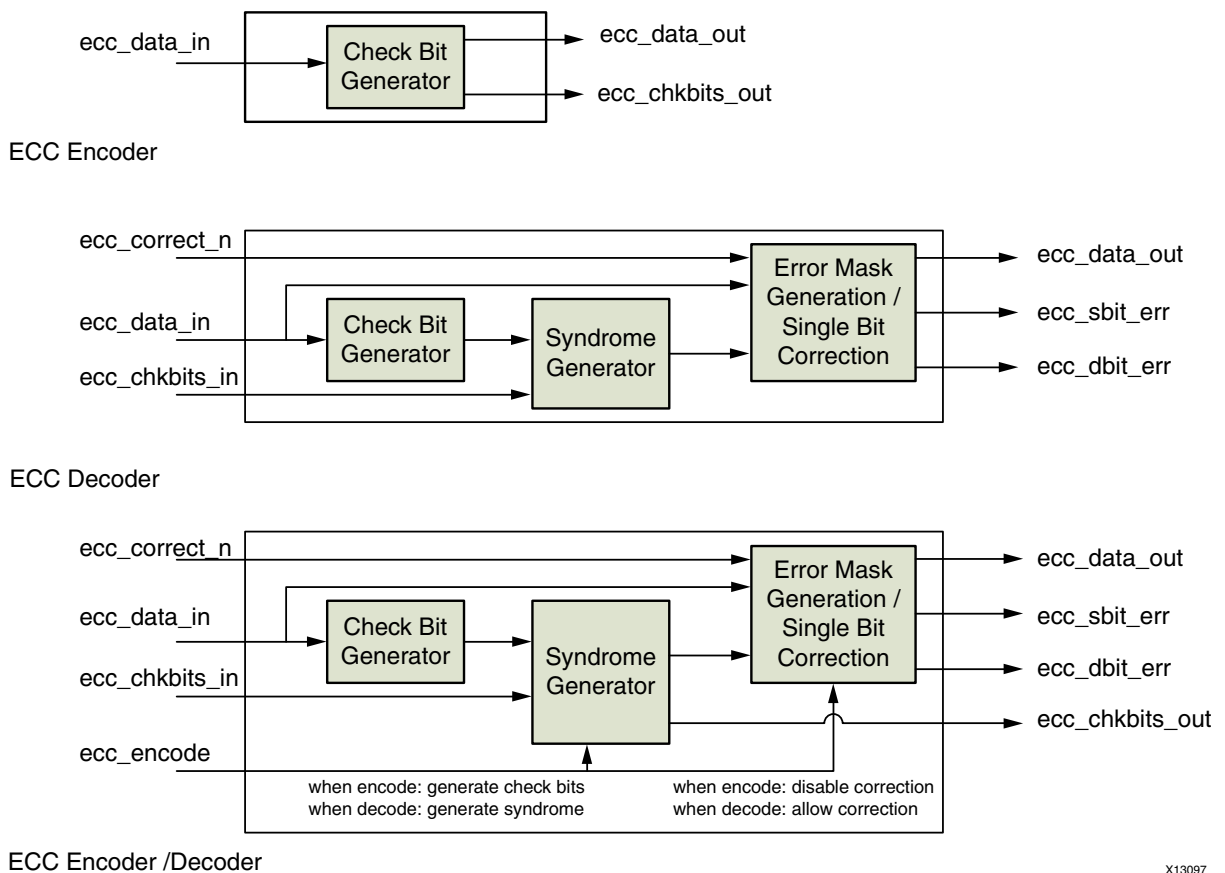 ecc_data_in
Check Bit
Generator
ecc_data_out
ecc_chkbits_out
ECC Encoder
ecc_correct_n
ecc_data_in
ecc_chkbits_in
Check Bit
Generator
Syndrome
Generator
Error Mask
Generation /
Single Bit
Correction
ecc_data_out
ecc_sbit_err
ecc_dbit_err
ECC Decoder
ecc_correct_n
ecc_data_in
ecc_chkbits_in
ecc_encode
Check Bit
Generator
Syndrome
Generator
Error Mask
Generation /
Single Bit
Correction
ecc_data_out
ecc_sbit_err
ecc_dbit_err
ecc_chkbits_out
when encode: generate check bits
when decode: generate syndrome
when encode: disable correction
when decode: allow correction
ECC Encoder /Decoder
X13097